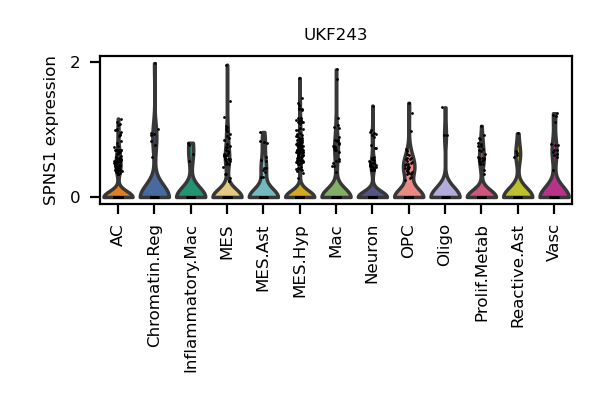 UKF243
SPNS1 expression
2
0
AC
Chromatin.Reg
Inflammatory.Mac
MES
MES.Ast
MES.Hyp
Mac
Neuron
OPC
Oligo
Prolif.Metab
Reactive.Ast
Vasc